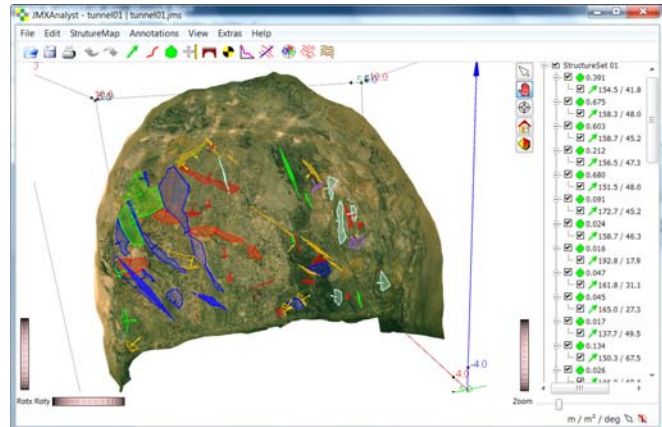 JMXAnalyst - tunnel01 | tunnel01.jms
File Edit StrutureMap Annotations View Extras Help
StructureSet 01
0.391
154.5 / 41.8
0.675
158.3 / 48.0
0.603
158.7 / 45.2
0.212
156.5 / 47.3
0.680
151.5 / 48.0
0.091
172.7 / 45.2
0.024
158.7 / 46.3
0.016
192.8 / 17.9
0.047
161.8 / 31.1
0.045
165.0 / 27.3
0.017
137.7 / 49.5
0.134
150.3 / 67.5
0.026
-4.0
Rotx Roty
Zoom
m / m² / deg